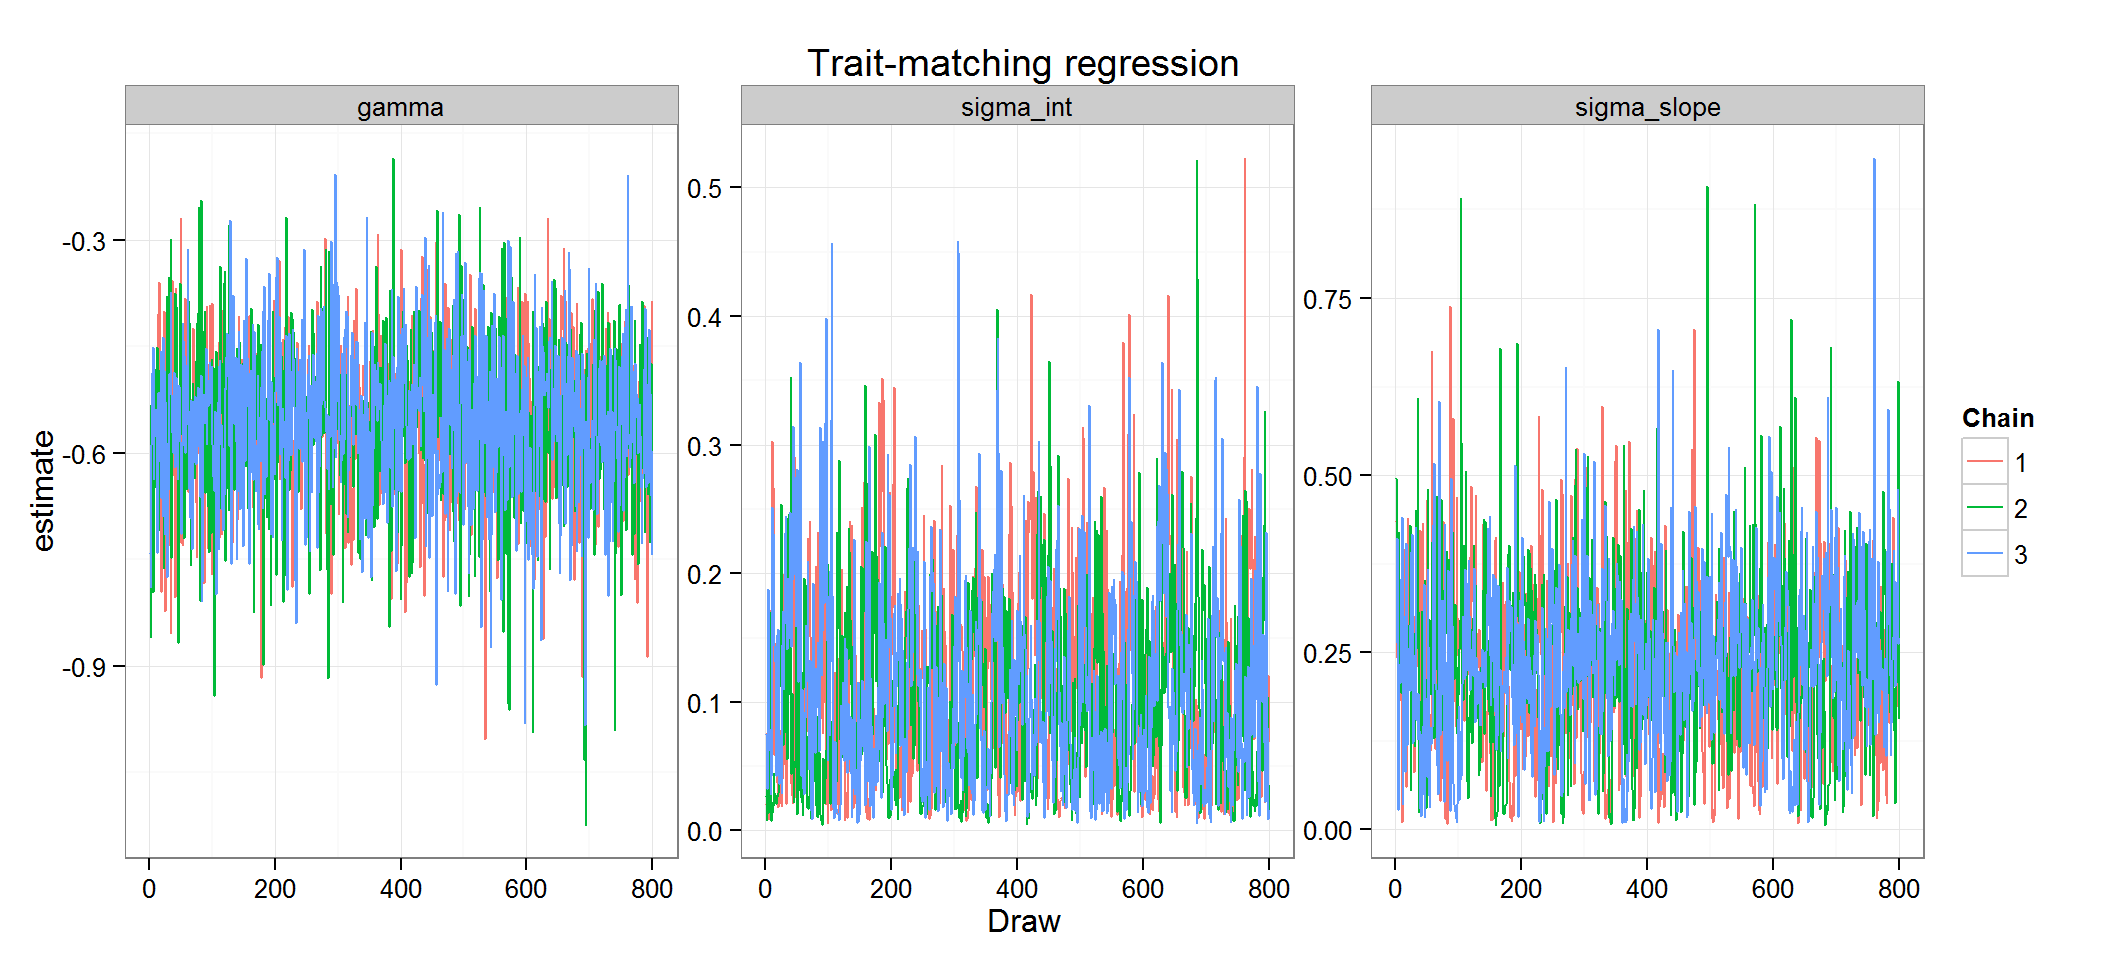 Trait-matching regression
gamma
sigma_int
sigma_slope
estimate
-0.3
-0.6
-0.9
0.5
0.4
0.3
0.2
0.1
0.0
0.75
0.50
0.25
0.00
0 200 400 600 800
0 200 400 600 800
0 200 400 600 800
Draw
Chain
1
2
3